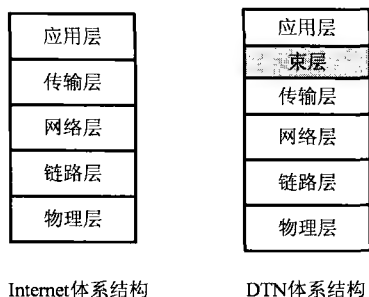 应用层
传输层
网络层
链路层
物理层
Internet体系结构
应用层
束层
传输层
网络层
链路层
物理层
DTN体系结构